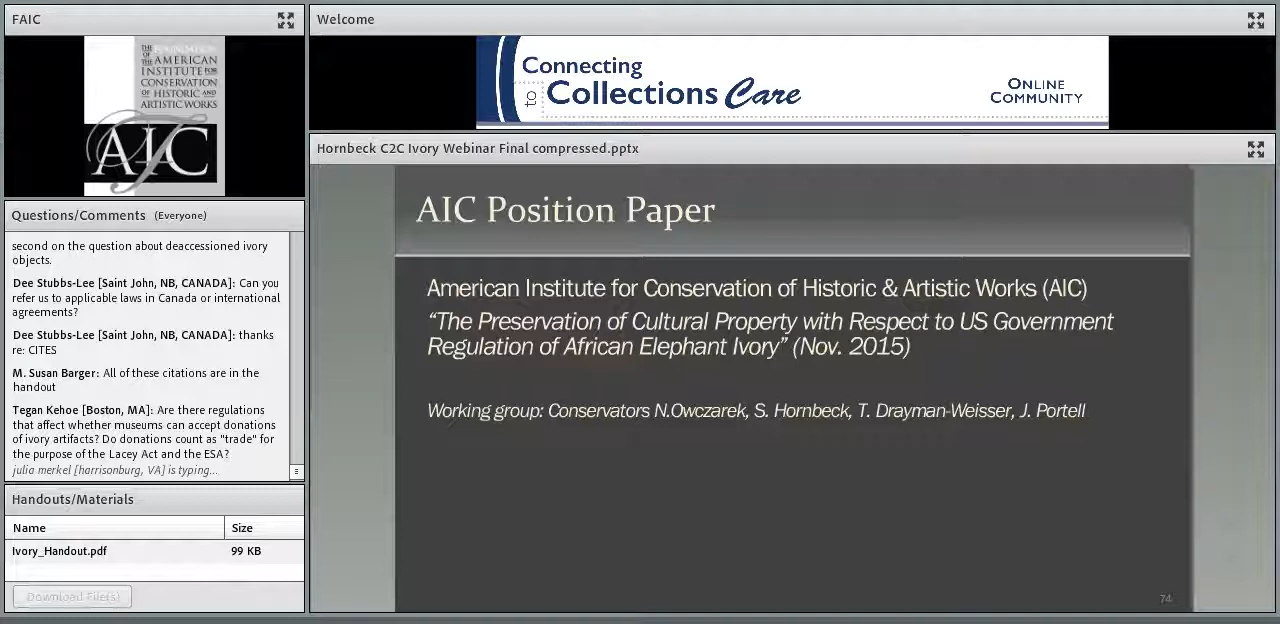 FAIC
THE FOUNDATION
OF THE AMERICAN
INSTITUTE FOR
CONSERVATION
OF HISTORIC AND
ARTISTIC WORKS
AIC
Questions/Comments (Everyone)
second on the question about deaccessioned ivory
objects.
Dee Stubbs-Lee [Saint John, NB, CANADA]: Can you
refer us to applicable laws in Canada or international
agreements?
Dee Stubbs-Lee [Saint John, NB, CANADA]: thanks
re: CITES
M. Susan Barger: All of these citations are in the
handout
Tegan Kehoe [Boston, MA]: Are there regulations
that affect whether museums can accept donations
of ivory artifacts? Do donations count as "trade" for
the purpose of the Lacey Act and the ESA?
julia merkel [harrisonburg, VA] is typing...
Handouts/Materials
Name Size
Ivory_Handout.pdf 99 KB
Download File(s)
Welcome
Connecting
to Collections Care
ONLINE
COMMUNITY
Hornbeck C2C Ivory Webinar Final compressed.pptx
AIC Position Paper
American Institute for Conservation of Historic & Artistic Works (AIC)
“The Preservation of Cultural Property with Respect to US Government
Regulation of African Elephant Ivory” (Nov. 2015)
Working group: Conservators N.Owczarek, S. Hornbeck, T. Drayman-Weisser, J. Portell
74